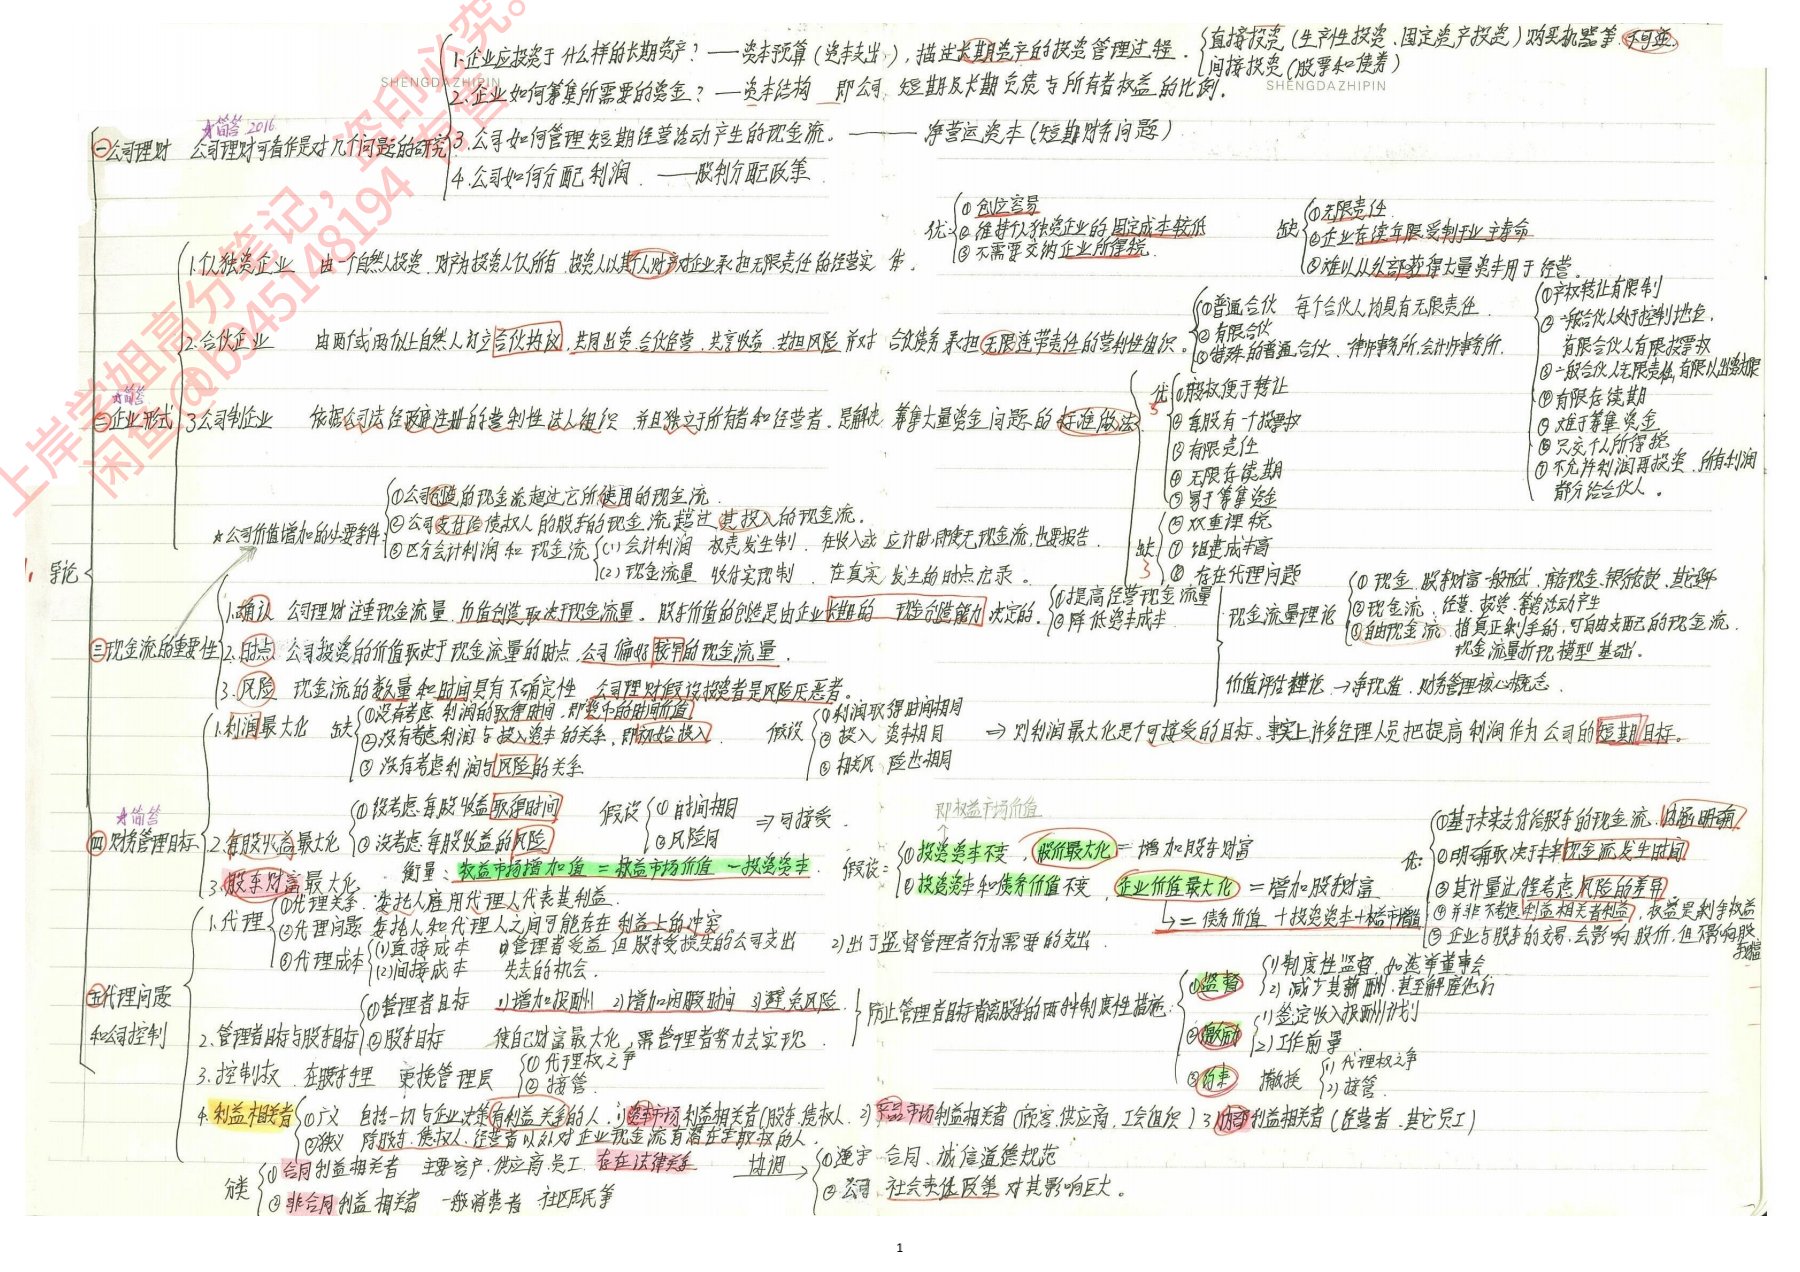 上岸学姐高分笔记，盗印必究。
闲鱼@b945148194 有售
SHENGDAZHIPIN
SHENGDAZHIPIN
1. 导论
㊀公司理财 ☆简答 2016
公司理财可看作是对几个问题的研究
1.企业应投资于什么样的长期资产？——资本预算（资本支出），描述长期资产的投资管理过程.
直接投资（生产性投资、固定资产投资）购买机器等
间接投资（股票和债券）
2.企业如何筹集所需要的资金？——资本结构 即公司 短期及长期负债与所有者权益的比例.
3.公司如何管理短期经营活动产生的现金流.——净营运资本（短期财务问题）
4.公司如何分配利润.——股利分配政策
㊁企业形式 ☆简答
1.个人独资企业 由一个自然人投资,财产为投资人个人所有,投资人以其个人财产对企业承担无限责任的经营实体.
优：①创立容易
②维持个人独资企业的固定成本较低
③不需要交纳企业所得税.
缺 ①无限责任
②企业存续年限受制于业主寿命
③难以从外部获得大量资本用于经营.
2.合伙企业 由两个或两个以上自然人订立合伙协议,共同出资,合伙经营,共享收益,共担风险并对合伙债务承担无限连带责任的营利性组织.
①普通合伙 每个合伙人均具有无限责任.
②有限合伙
③特殊的普通合伙.律师事务所,会计师事务所.
①产权转让有限制
②一般合伙人处于控制地位,
有限合伙人有限投票权
③一般合伙人无限责任,有限以出资额为限
④有限存续期
⑤难于筹集资金
⑥只交个人所得税
⑦不允许利润再投资.所有利润
都分给合伙人.
3.公司制企业 依据公司法经政府注册的营利性法人组织 并且独立于所有者和经营者.是解决筹集大量资金问题的标准做法
优 5
①股权便于转让
②每股有一个投票权
③有限责任
④无限存续期
⑤易于筹集资金
缺 3
⑥双重课税
⑦组建成本高
⑧存在代理问题
☆公司价值增加的必要条件
①公司创造的现金流超过它所使用的现金流.
②公司支付给债权人的股东的现金流超过其投入的现金流.
③区分会计利润和现金流
(1)会计利润 权责发生制.在收入或应计时即使无现金流,也要报告.
(2)现金流量 收付实现制.在真实发生的时点记录.
㊂现金流的重要性
1.确认 公司理财注重现金流量,价值创造取决于现金流量.股东价值的创造是由企业长期的现金创造能力决定的.
①提高经营现金流量
②降低资本成本
现金流量理论
①现金,股东财富一般形式,库存现金,银行存款,其它货币
②现金流：经营、投资、筹资活动产生
③自由现金流 指真正剩余的,可自由支配的现金流.
现金流量折现模型基础.
价值评估理论→净现值.财务管理核心概念.
2.时点 公司投资的价值取决于现金流量的时点,公司偏好较早的现金流量.
3.风险 现金流的数量和时间具有不确定性.公司理财假设投资者是风险厌恶者.
㊃财务管理目标 ☆简答
1.利润最大化 缺
①没有考虑利润的取得时间,即货币的时间价值
②没有考虑利润与投入资本的关系,即初始投入.
③没有考虑利润与风险的关系
假设
①利润取得时间相同
②投入资本相同
③相关风险也相同
⇒则利润最大化是个可接受的目标.事实上许多经理人员把提高利润作为公司的短期目标.
2.每股收益最大化
①没考虑每股收益取得时间
②没考虑每股收益的风险
假设 ①时间相同
②风险同
⇒可接受.
3.股东财富最大化.
衡量：权益市场增加值=权益市场价值—投资资本.
即权益市场价值
假设：①投资资本不变,股价最大化=增加股东财富
②投资资本和债务价值不变,企业价值最大化=增加股东财富
=债务价值+投资资本+权益市场增值
优：①基于未来支付给股东的现金流.内涵明确
②明确取决于未来现金流发生时间
③其计量过程考虑风险的差异
④并非不考虑利益相关者利益,权益是剩余权益
⑤企业与股东的交易,会影响股价,但不影响股东财富
㊄代理问题
和公司控制
1.代理
①代理关系.委托人雇用代理人代表其利益.
②代理问题 委托人和代理人之间可能存在利益上的冲突
③代理成本
(1)直接成本 1)管理者受益但股东受损失的公司支出 2)出于监督管理者行为需要的支出.
(2)间接成本 失去的机会.
2.管理者目标与股东目标
①管理者目标 1)增加报酬 2)增加闲暇时间 3)避免风险.
②股东目标 使自己财富最大化,需管理者努力去实现.
防止管理者目标背离股东的两种制度性措施：
①监督 1)制度性监督,如选举董事会
2)减少其薪酬,甚至解雇他们
②激励 1)签定收入报酬计划
2)工作前景
③约束 撤换 1)代理权之争
2)接管.
3.控制权.在股东手里 更换管理层
①代理权之争
②接管.
4.利益相关者
①广义 包括一切与企业决策有利益关系的人.1)资本市场利益相关者(股东,债权人.2)产品市场利益相关者(顾客,供应商,工会组织)3)内部利益相关者(经营者.其它员工)
②狭义 除股东、债权人、经营者以外对企业现金流有潜在索取权的人.
分类
①合同利益相关者 主要客户,供应商,员工.存在法律关系
②非合同利益相关者 一般消费者 社区居民等
协调→
①遵守合同、诚信道德规范
②公司社会责任政策对其影响巨大.
1